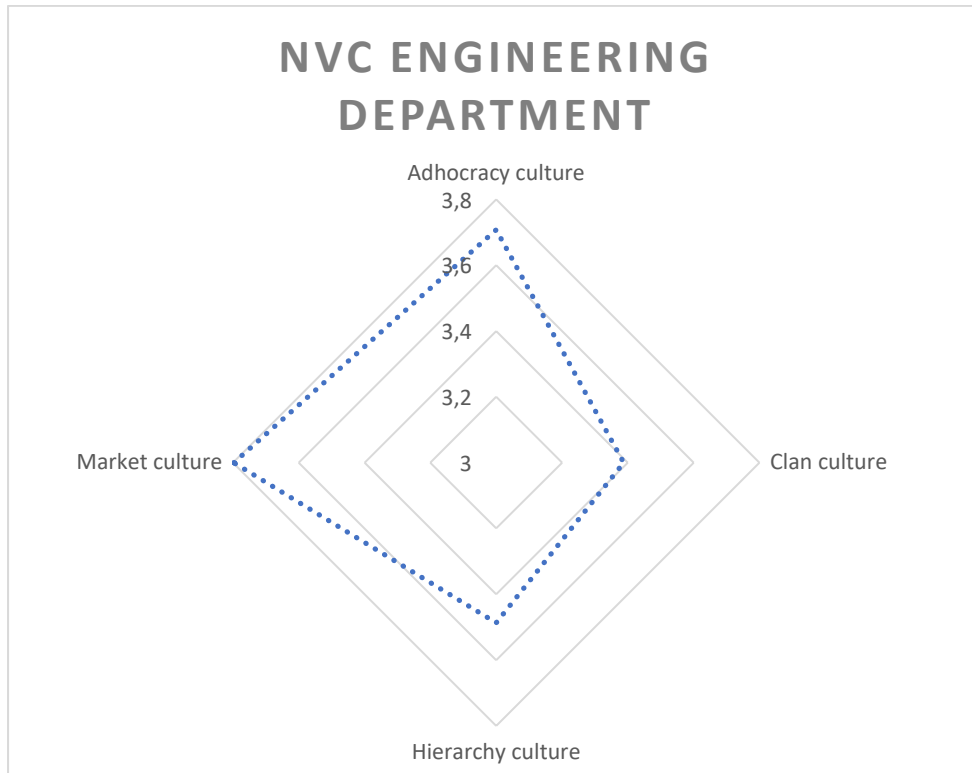 NVC ENGINEERING
DEPARTMENT
Adhocracy culture
3,8
3,6
3,4
3,2
Market culture
3
Clan culture
Hierarchy culture